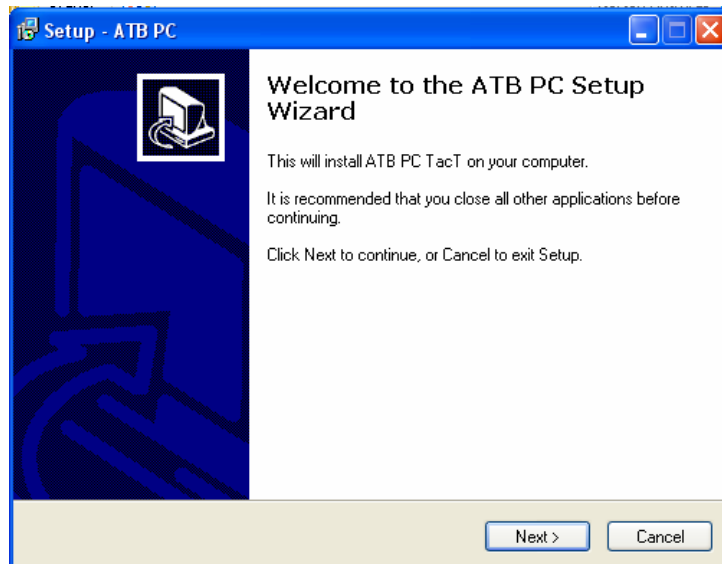 Setup - ATB PC
Welcome to the ATB PC Setup
Wizard
This will install ATB PC TacT on your computer.
It is recommended that you close all other applications before
continuing.
Click Next to continue, or Cancel to exit Setup.
Next >
Cancel